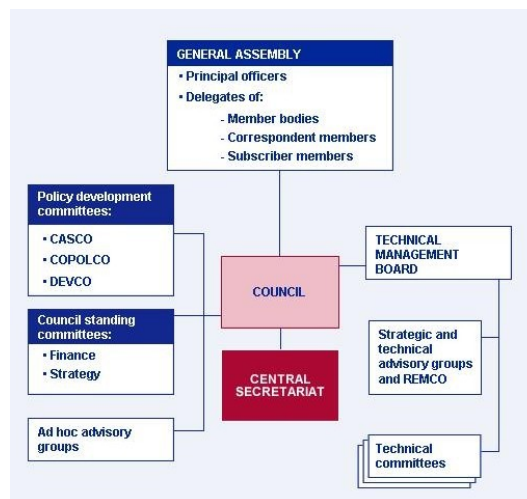 GENERAL ASSEMBLY
• Principal officers
• Delegates of:
- Member bodies
- Correspondent members
- Subscriber members
Policy development
committees:
• CASCO
• COPOLCO
• DEVCO
Council standing
committees:
• Finance
• Strategy
Ad hoc advisory
groups
COUNCIL
CENTRAL
SECRETARIAT
TECHNICAL
MANAGEMENT
BOARD
Strategic and
technical
advisory groups
and REMCO
Technical
committees